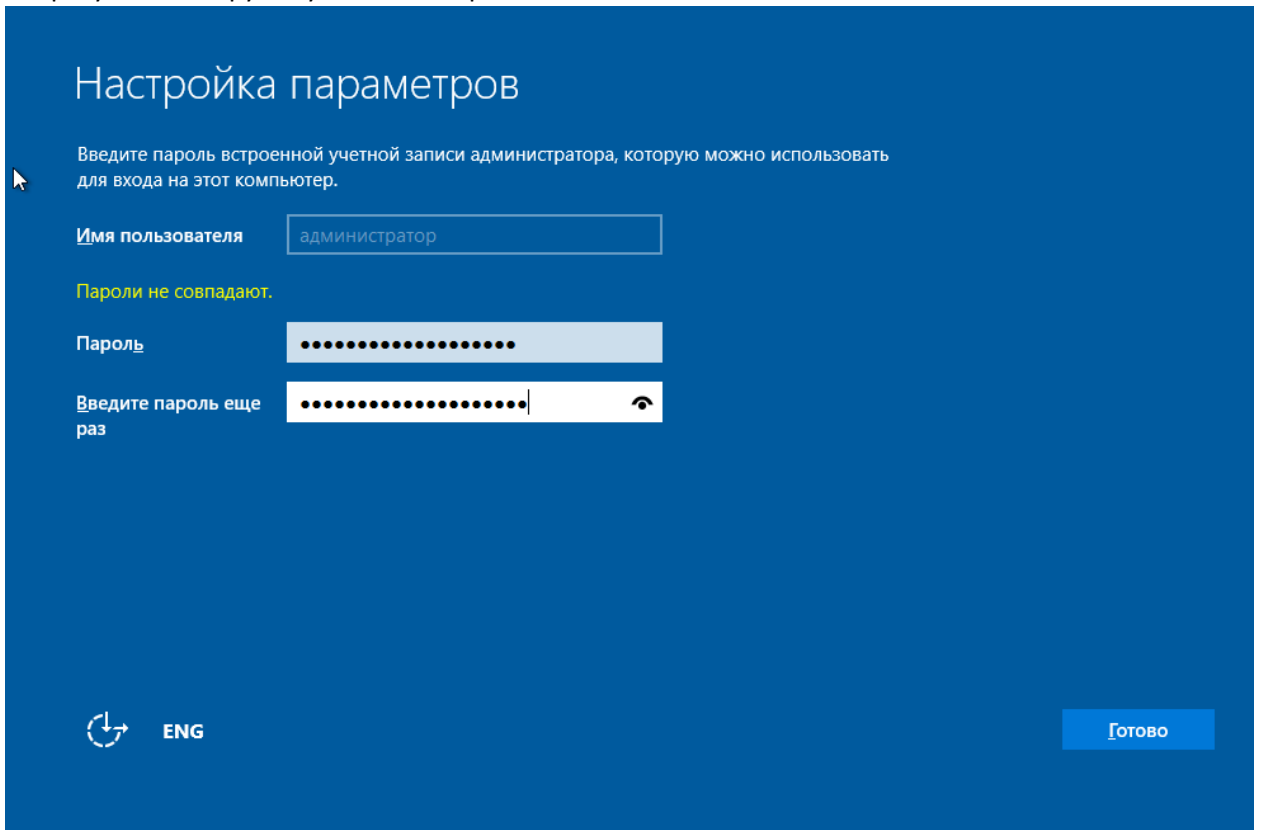 Настройка параметров
Введите пароль встроенной учетной записи администратора, которую можно использовать
для входа на этот компьютер.
Имя пользователя
администратор
Пароли не совпадают.
Пароль
●●●●●●●●●●●●●●●●●●●
Введите пароль еще
раз
●●●●●●●●●●●●●●●●●●●●
ENG
Готово